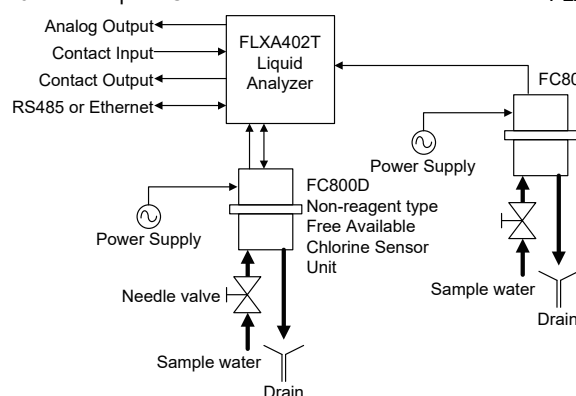 Analog Output
Contact Input
Contact Output
RS485 or Ethernet
FLXA402T
Liquid
Analyzer
Power Supply
FC800D
Non-reagent type
Free Available
Chlorine Sensor
Unit
Needle valve
Sample water
Drain
FC80
Power Supply
Sample water
Drain